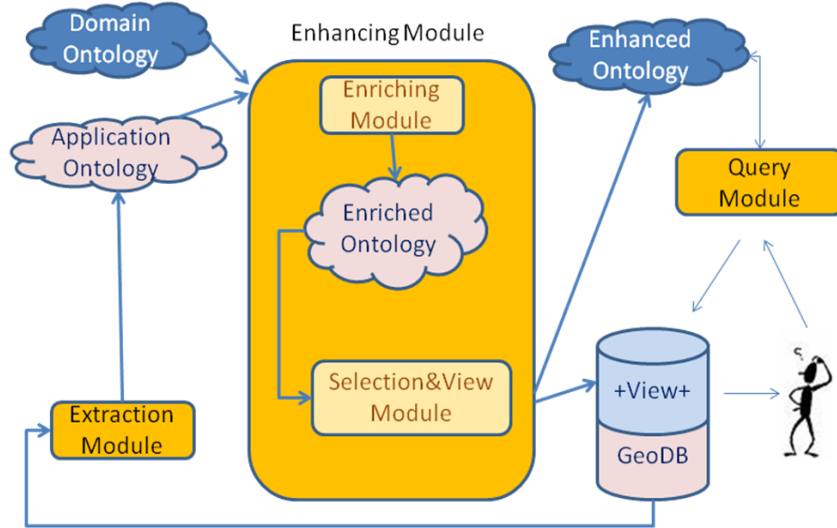 Domain
Ontology
Enhancing Module
Enhanced
Ontology
Application
Ontology
Enriching
Module
Query
Module
Enriched
Ontology
Selection&View
Module
+View+
GeoDB
Extraction
Module
?